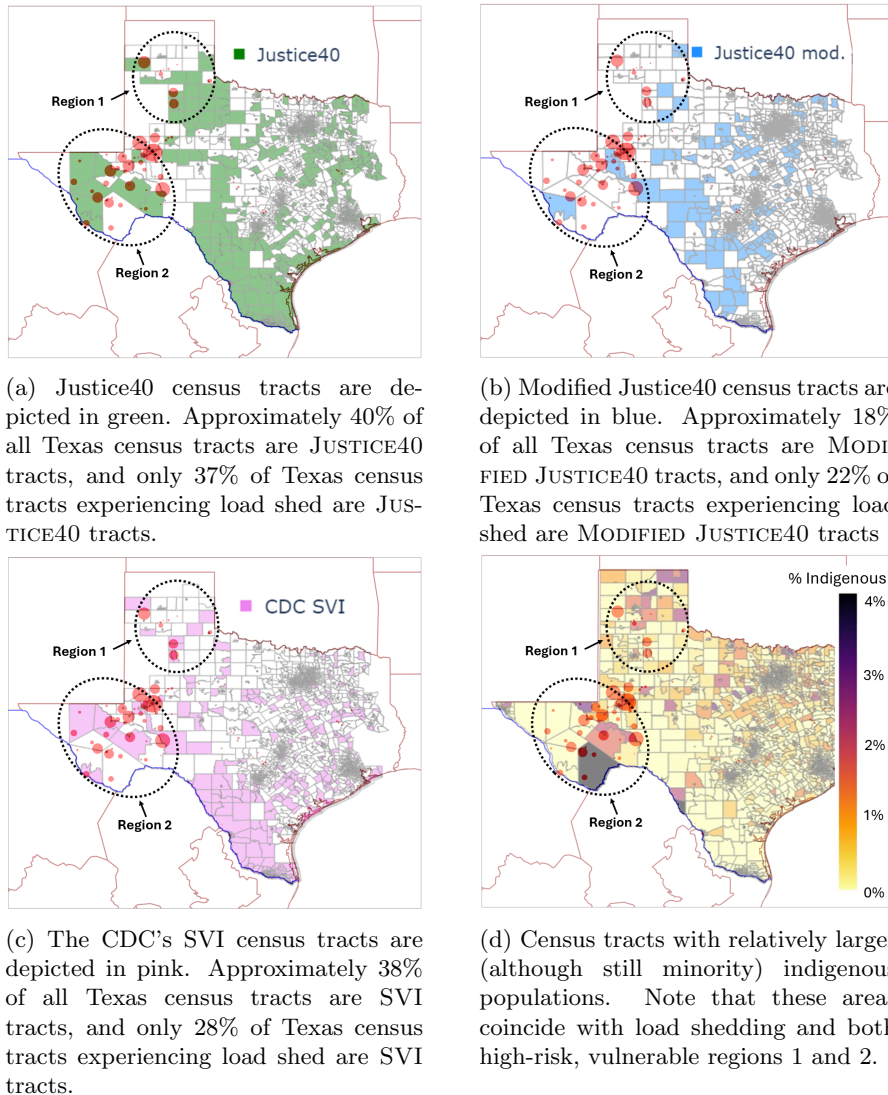 Justice40
Region 1
Region 2
Justice40 mod.
Region 1
Region 2
(a) Justice40 census tracts are de-
picted in green. Approximately 40% of
all Texas census tracts are JUSTICE40
tracts, and only 37% of Texas census
tracts experiencing load shed are JUS-
TICE40 tracts.
(b) Modified Justice40 census tracts are
depicted in blue. Approximately 18%
of all Texas census tracts are MODI
FIED JUSTICE40 tracts, and only 22% o
Texas census tracts experiencing load
shed are MODIFIED JUSTICE40 tracts
CDC SVI
Region 1
Region 2
% Indigenous
4%
3%
2%
1%
0%
Region 1
Region 2
(c) The CDC's SVI census tracts are
depicted in pink. Approximately 38%
of all Texas census tracts are SVI
tracts, and only 28% of Texas census
tracts experiencing load shed are SVI
tracts.
(d) Census tracts with relatively large
(although still minority) indigenous
populations. Note that these area
coincide with load shedding and both
high-risk, vulnerable regions 1 and 2.